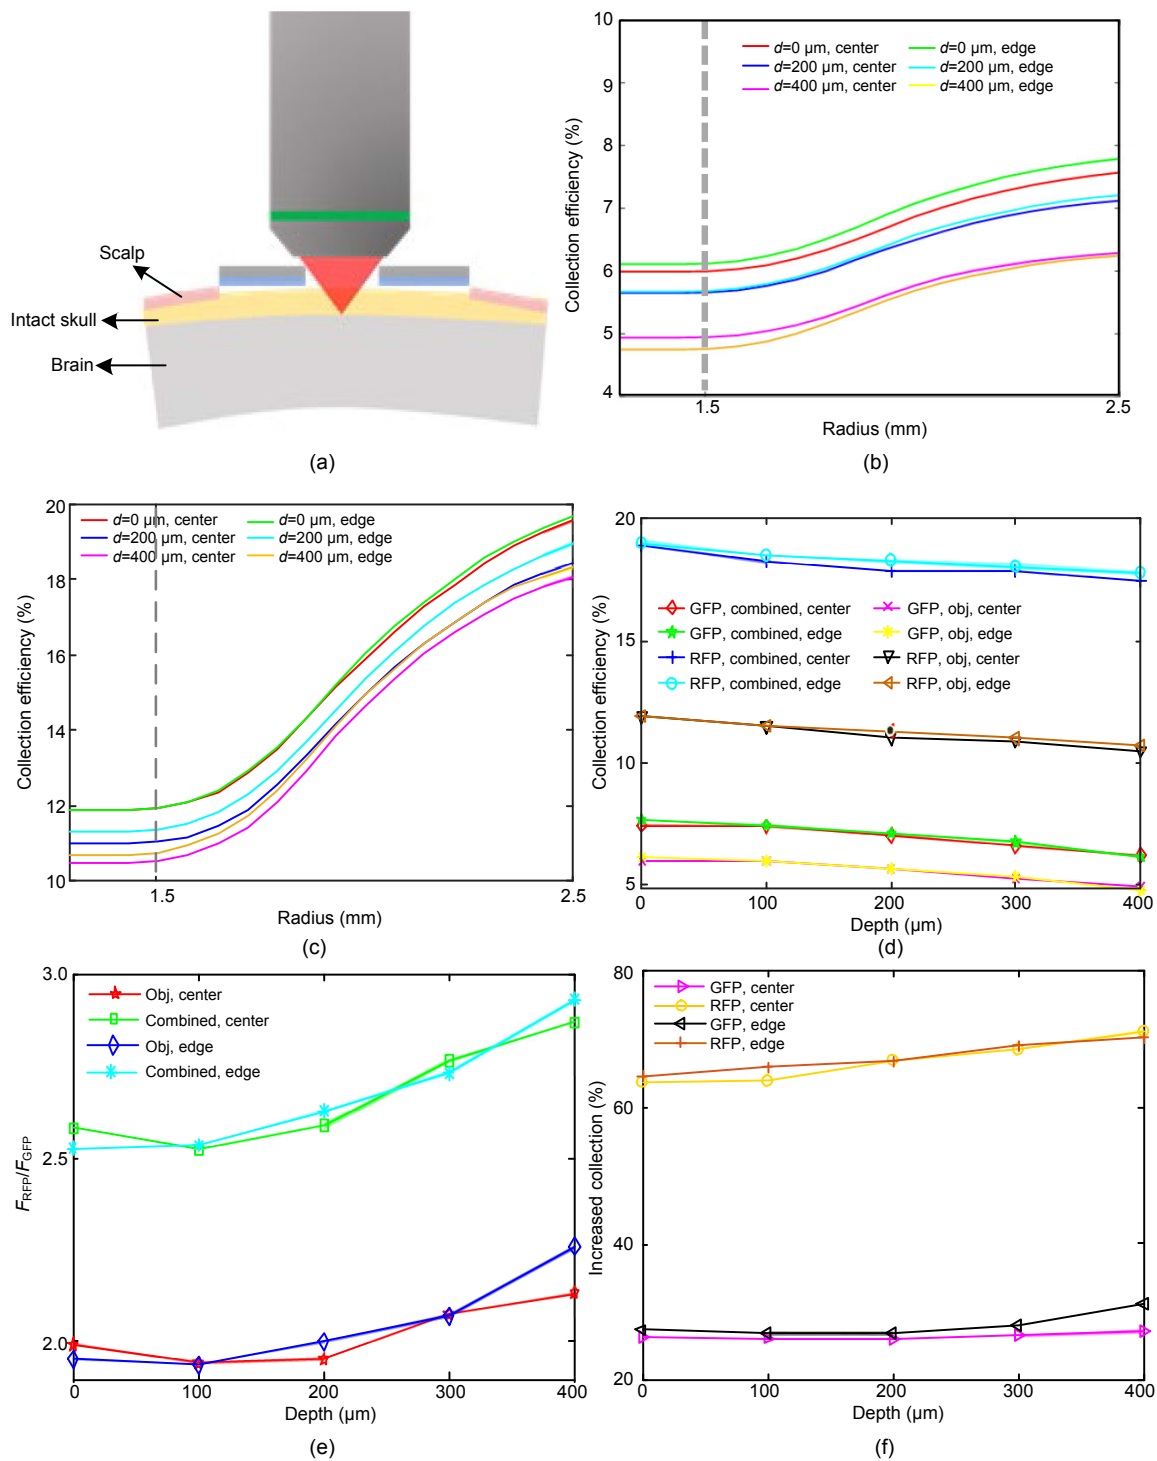 Scalp
Intact skull
Brain
(a)
10
9
8
7
6
5
4
Collection efficiency (%)
d=0 μm, center
d=200 μm, center
d=400 μm, center
d=0 μm, edge
d=200 μm, edge
d=400 μm, edge
1.5
2.5
Radius (mm)
(b)
20
18
16
14
12
10
Collection efficiency (%)
d=0 μm, center
d=200 μm, center
d=400 μm, center
d=0 μm, edge
d=200 μm, edge
d=400 μm, edge
1.5
2.5
Radius (mm)
(c)
20
15
10
5
Collection efficiency (%)
GFP, combined, center
GFP, combined, edge
RFP, combined, center
RFP, combined, edge
GFP, obj, center
GFP, obj, edge
RFP, obj, center
RFP, obj, edge
0 100 200 300 400
Depth (μm)
(d)
3.0
2.5
2.0
FRFP/FGFP
Obj, center
Combined, center
Obj, edge
Combined, edge
0 100 200 300 400
Depth (μm)
(e)
80
60
40
20
Increased collection (%)
GFP, center
RFP, center
GFP, edge
RFP, edge
0 100 200 300 400
Depth (μm)
(f)